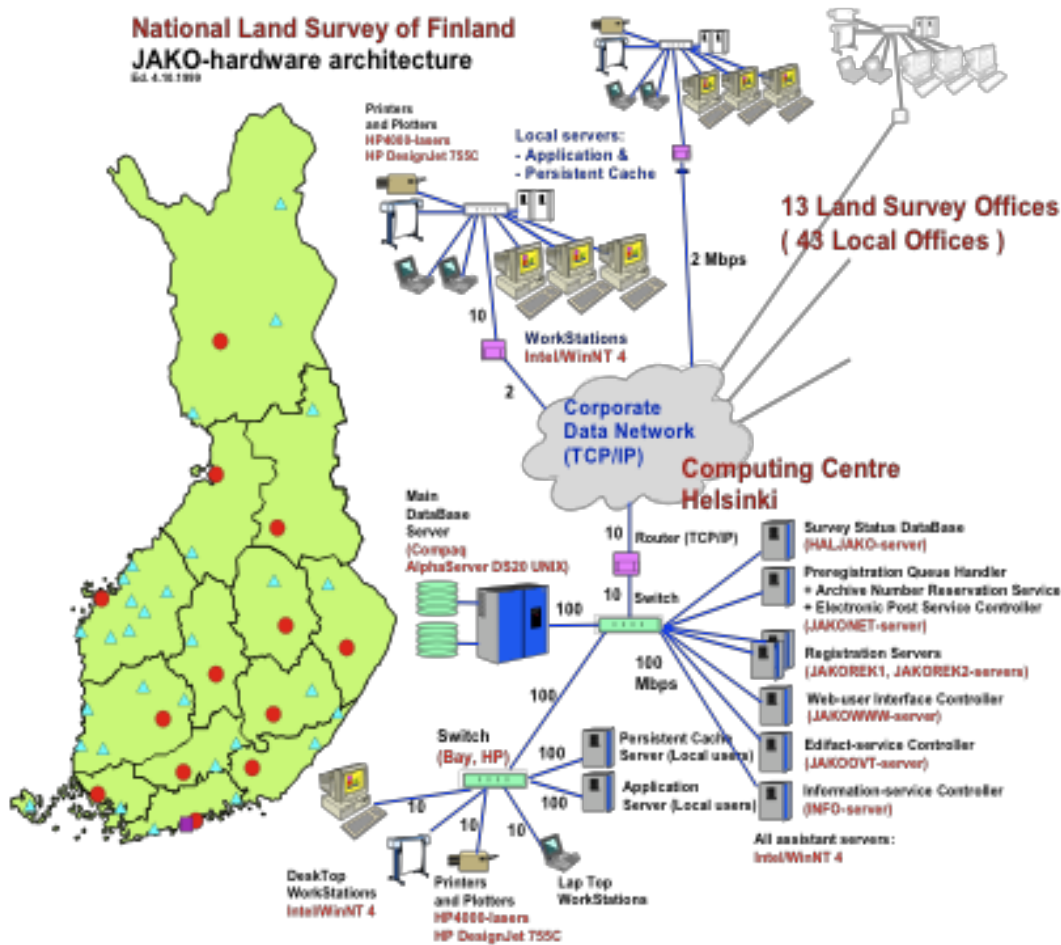 National Land Survey of Finland
JAKO-hardware architecture
Ed. 4.10.1999
Printers
and Plotters
HP4000-lasers
HP DesignJet 755C
Local servers:
- Application &
- Persistent Cache
13 Land Survey Offices
( 43 Local Offices )
2 Mbps
10
WorkStations
Intel/WinNT 4
2
Corporate
Data Network
(TCP/IP)
Computing Centre
Helsinki
Main
DataBase
Server
(Compaq
AlphaServer DS20 UNIX)
10
Router (TCP/IP)
10
Switch
100
100
Mbps
100
Survey Status DataBase
(HALJAKO-server)
Preregistration Queue Handler
+ Archive Number Reservation Service
+ Electronic Post Service Controller
(JAKONET-server)
Registration Servers
(JAKOREK1, JAKOREK2-servers)
Web-user Interface Controller
(JAKOWWW-server)
Edifact-service Controller
(JAKOOVT-server)
Information-service Controller
(INFO-server)
All assistant servers:
Intel/WinNT 4
Switch
(Bay, HP)
100
Persistent Cache
Server (Local users)
100
Application
Server (Local users)
10
10
10
DeskTop
WorkStations
Intel/WinNT 4
Printers
and Plotters
HP4000-lasers
HP DesignJet 755C
Lap Top
WorkStations